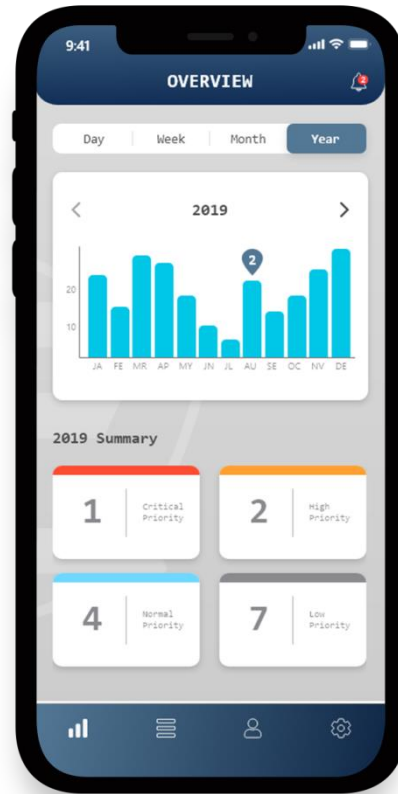 9:41
OVERVIEW
2
Day Week Month Year
2019
2
20
10
JA FE MR AP MY JN JL AU SE OC NV DE
2019 Summary
1 Critical Priority
2 High Priority
4 Normal Priority
7 Low Priority